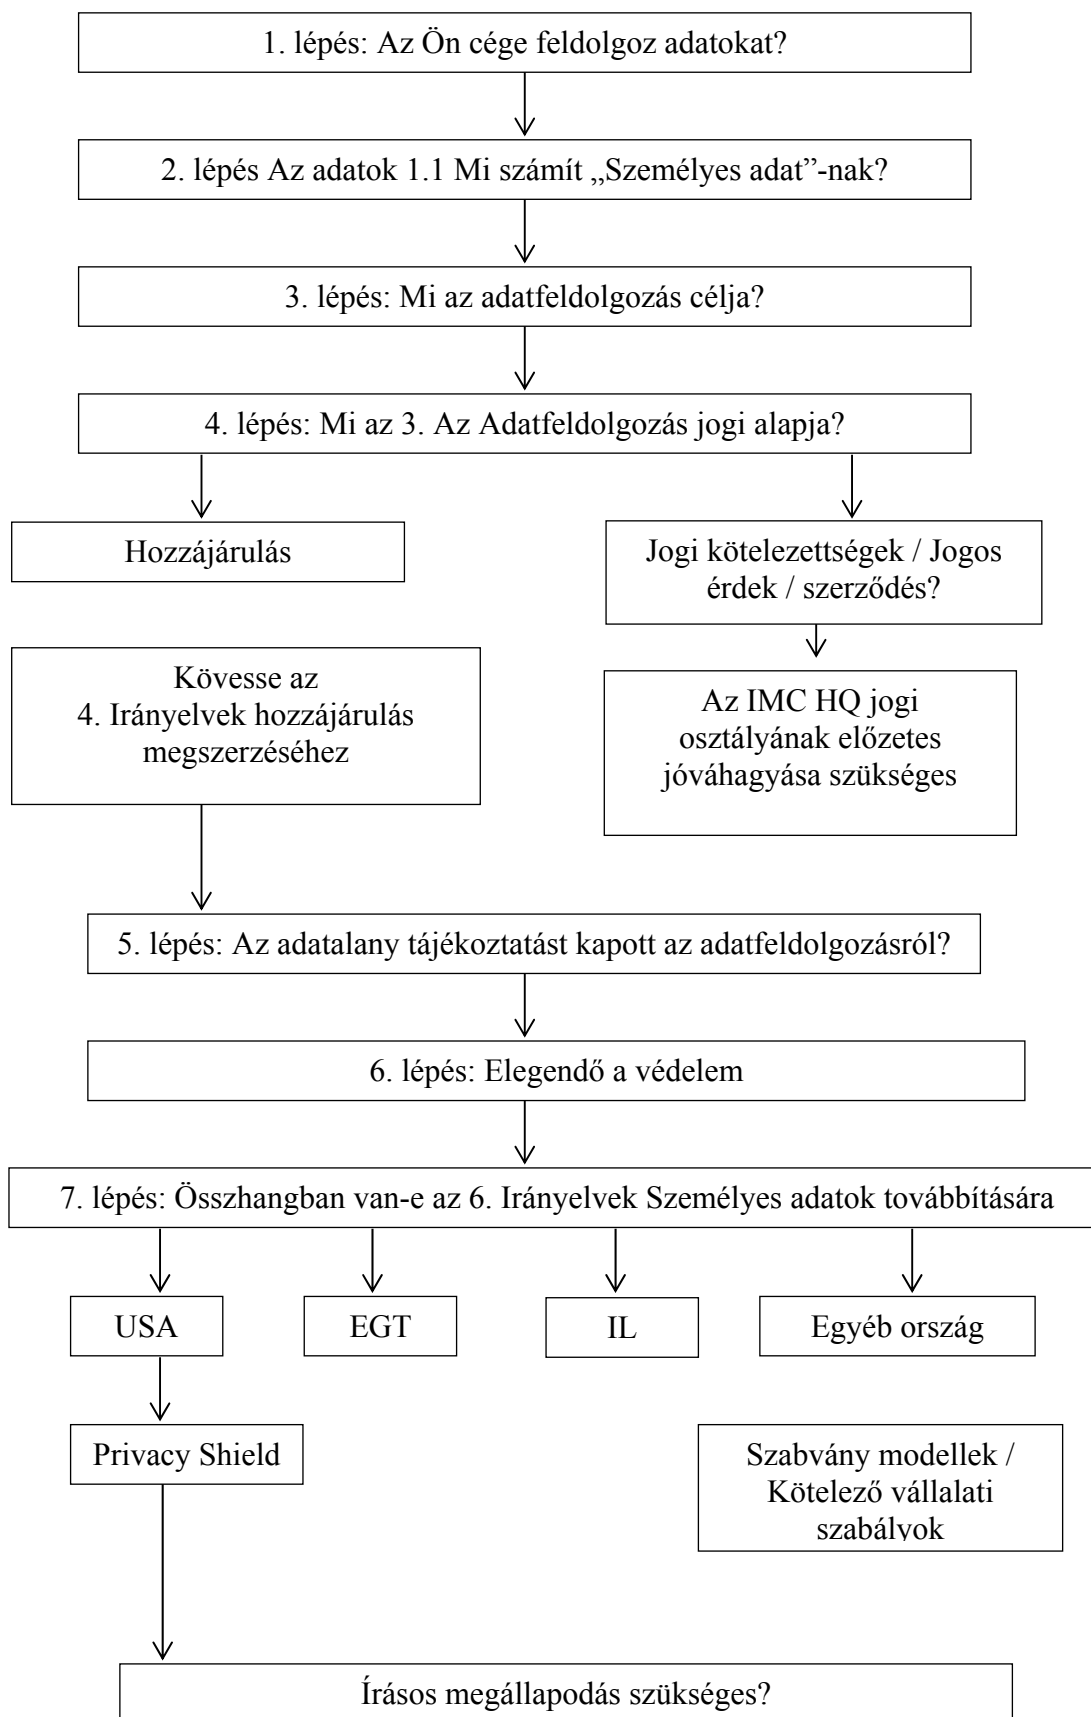 1. lépés: Az Ön cége feldolgoz adatokat?
2. lépés Az adatok 1.1 Mi számít „Személyes adat”-nak?
3. lépés: Mi az adatfeldolgozás célja?
4. lépés: Mi az 3. Az Adatfeldolgozás jogi alapja?
Hozzájárulás
Jogi kötelezettségek / Jogos
érdek / szerződés?
Kövesse az
4. Irányelvek hozzájárulás
megszerzéséhez
Az IMC HQ jogi
osztályának előzetes
jóváhagyása szükséges
5. lépés: Az adatalany tájékoztatást kapott az adatfeldolgozásról?
6. lépés: Elegendő a védelem
7. lépés: Összhangban van-e az 6. Irányelvek Személyes adatok továbbítására
USA
EGT
IL
Egyéb ország
Privacy Shield
Szabvány modellek /
Kötelező vállalati
szabályok
Írásos megállapodás szükséges?